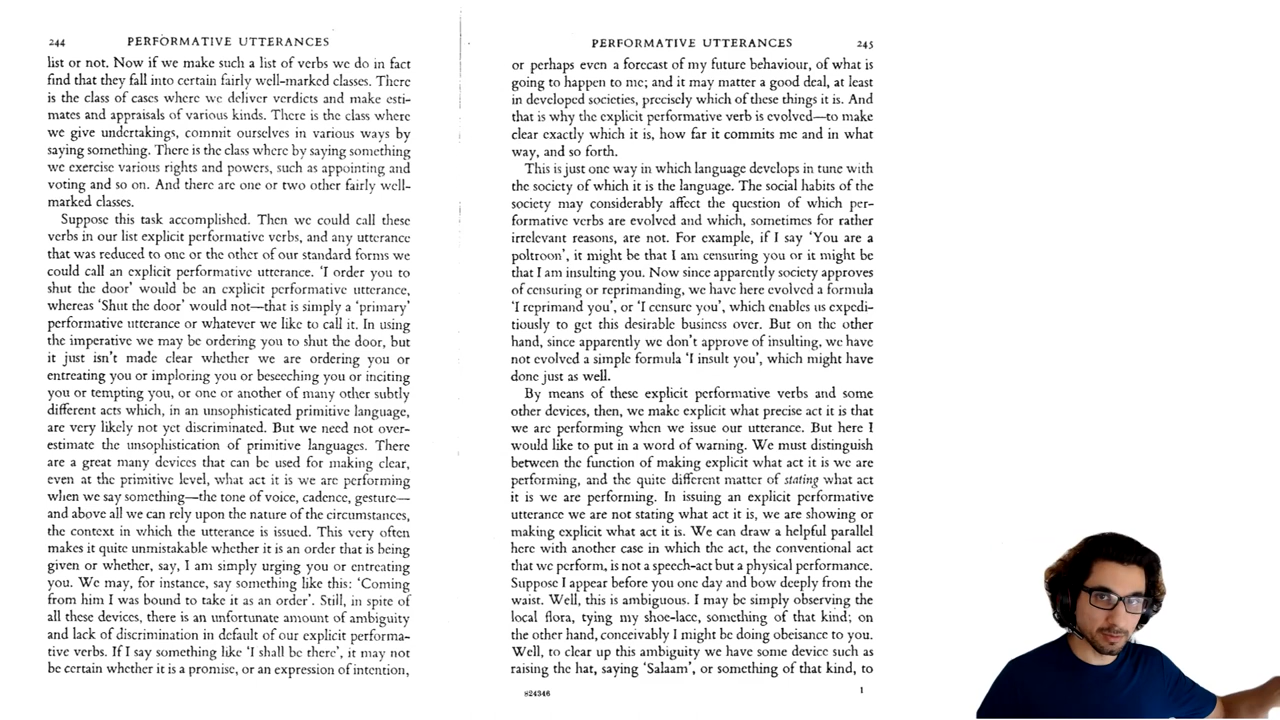 244 PERFORMATIVE UTTERANCES
list or not. Now if we make such a list of verbs we do in fact
find that they fall into certain fairly well-marked classes. There
is the class of cases where we deliver verdicts and make esti-
mates and appraisals of various kinds. There is the class where
we give undertakings, commit ourselves in various ways by
saying something. There is the class where by saying something
we exercise various rights and powers, such as appointing and
voting and so on. And there are one or two other fairly well-
marked classes.
Suppose this task accomplished. Then we could call these
verbs in our list explicit performative verbs, and any utterance
that was reduced to one or the other of our standard forms we
could call an explicit performative utterance. 'I order you to
shut the door' would be an explicit performative utterance,
whereas 'Shut the door' would not—that is simply a 'primary'
performative utterance or whatever we like to call it. In using
the imperative we may be ordering you to shut the door, but
it just isn't made clear whether we are ordering you or
entreating you or imploring you or beseeching you or inciting
you or tempting you, or one or another of many other subtly
different acts which, in an unsophisticated primitive language,
are very likely not yet discriminated. But we need not over-
estimate the unsophistication of primitive languages. There
are a great many devices that can be used for making clear,
even at the primitive level, what act it is we are performing
when we say something—the tone of voice, cadence, gesture—
and above all we can rely upon the nature of the circumstances,
the context in which the utterance is issued. This very often
makes it quite unmistakable whether it is an order that is being
given or whether, say, I am simply urging you or entreating
you. We may, for instance, say something like this: 'Coming
from him I was bound to take it as an order'. Still, in spite of
all these devices, there is an unfortunate amount of ambiguity
and lack of discrimination in default of our explicit performa-
tive verbs. If I say something like 'I shall be there', it may not
be certain whether it is a promise, or an expression of intention,
PERFORMATIVE UTTERANCES 245
or perhaps even a forecast of my future behaviour, of what is
going to happen to me; and it may matter a good deal, at least
in developed societies, precisely which of these things it is. And
that is why the explicit performative verb is evolved—to make
clear exactly which it is, how far it commits me and in what
way, and so forth.
This is just one way in which language develops in tune with
the society of which it is the language. The social habits of the
society may considerably affect the question of which per-
formative verbs are evolved and which, sometimes for rather
irrelevant reasons, are not. For example, if I say 'You are a
poltroon', it might be that I am censuring you or it might be
that I am insulting you. Now since apparently society approves
of censuring or reprimanding, we have here evolved a formula
'I reprimand you', or 'I censure you', which enables us expedi-
tiously to get this desirable business over. But on the other
hand, since apparently we don't approve of insulting, we have
not evolved a simple formula 'I insult you', which might have
done just as well.
By means of these explicit performative verbs and some
other devices, then, we make explicit what precise act it is that
we are performing when we issue our utterance. But here I
would like to put in a word of warning. We must distinguish
between the function of making explicit what act it is we are
performing, and the quite different matter of stating what act
it is we are performing. In issuing an explicit performative
utterance we are not stating what act it is, we are showing or
making explicit what act it is. We can draw a helpful parallel
here with another case in which the act, the conventional act
that we perform, is not a speech-act but a physical performance.
Suppose I appear before you one day and bow deeply from the
waist. Well, this is ambiguous. I may be simply observing the
local flora, tying my shoe-lace, something of that kind; on
the other hand, conceivably I might be doing obeisance to you.
Well, to clear up this ambiguity we have some device such as
raising the hat, saying 'Salaam', or something of that kind, to
824346 I